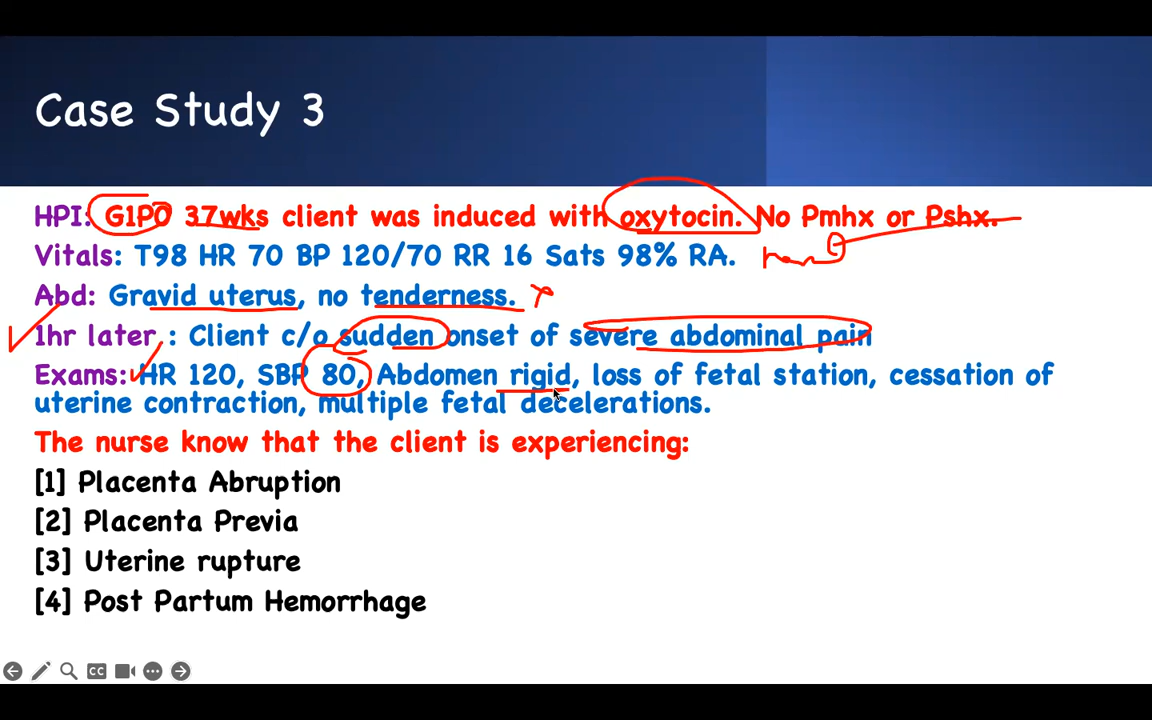 Case Study 3
HPI: G1P0 37wks client was induced with oxytocin. No Pmhx or Pshx.
Vitals: T98 HR 70 BP 120/70 RR 16 Sats 98% RA.
Abd: Gravid uterus, no tenderness.
1hr later : Client c/o sudden onset of severe abdominal pain
Exams: HR 120, SBP 80, Abdomen rigid, loss of fetal station, cessation of
uterine contraction, multiple fetal decelerations.
The nurse know that the client is experiencing:
[1] Placenta Abruption
[2] Placenta Previa
[3] Uterine rupture
[4] Post Partum Hemorrhage
CC